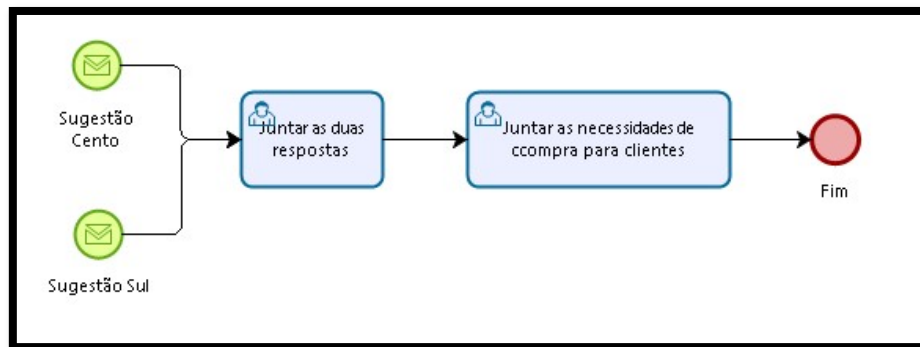 Sugestão
Cento
Juntar as duas
respostas
Juntar as necessidades de
ccompra para clientes
Fim
Sugestão Sul